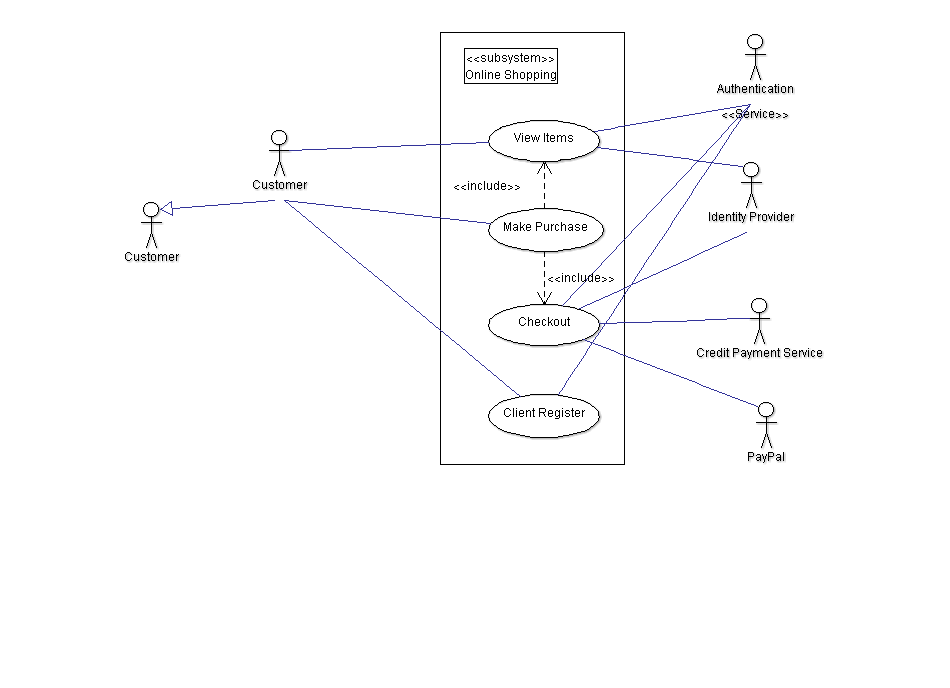 <<subsystem>>
Online Shopping
Authentication
<<Service>>
View Items
Customer
<<include>>
Identity Provider
Make Purchase
Customer
<<include>>
Checkout
Credit Payment Service
Client Register
PayPal